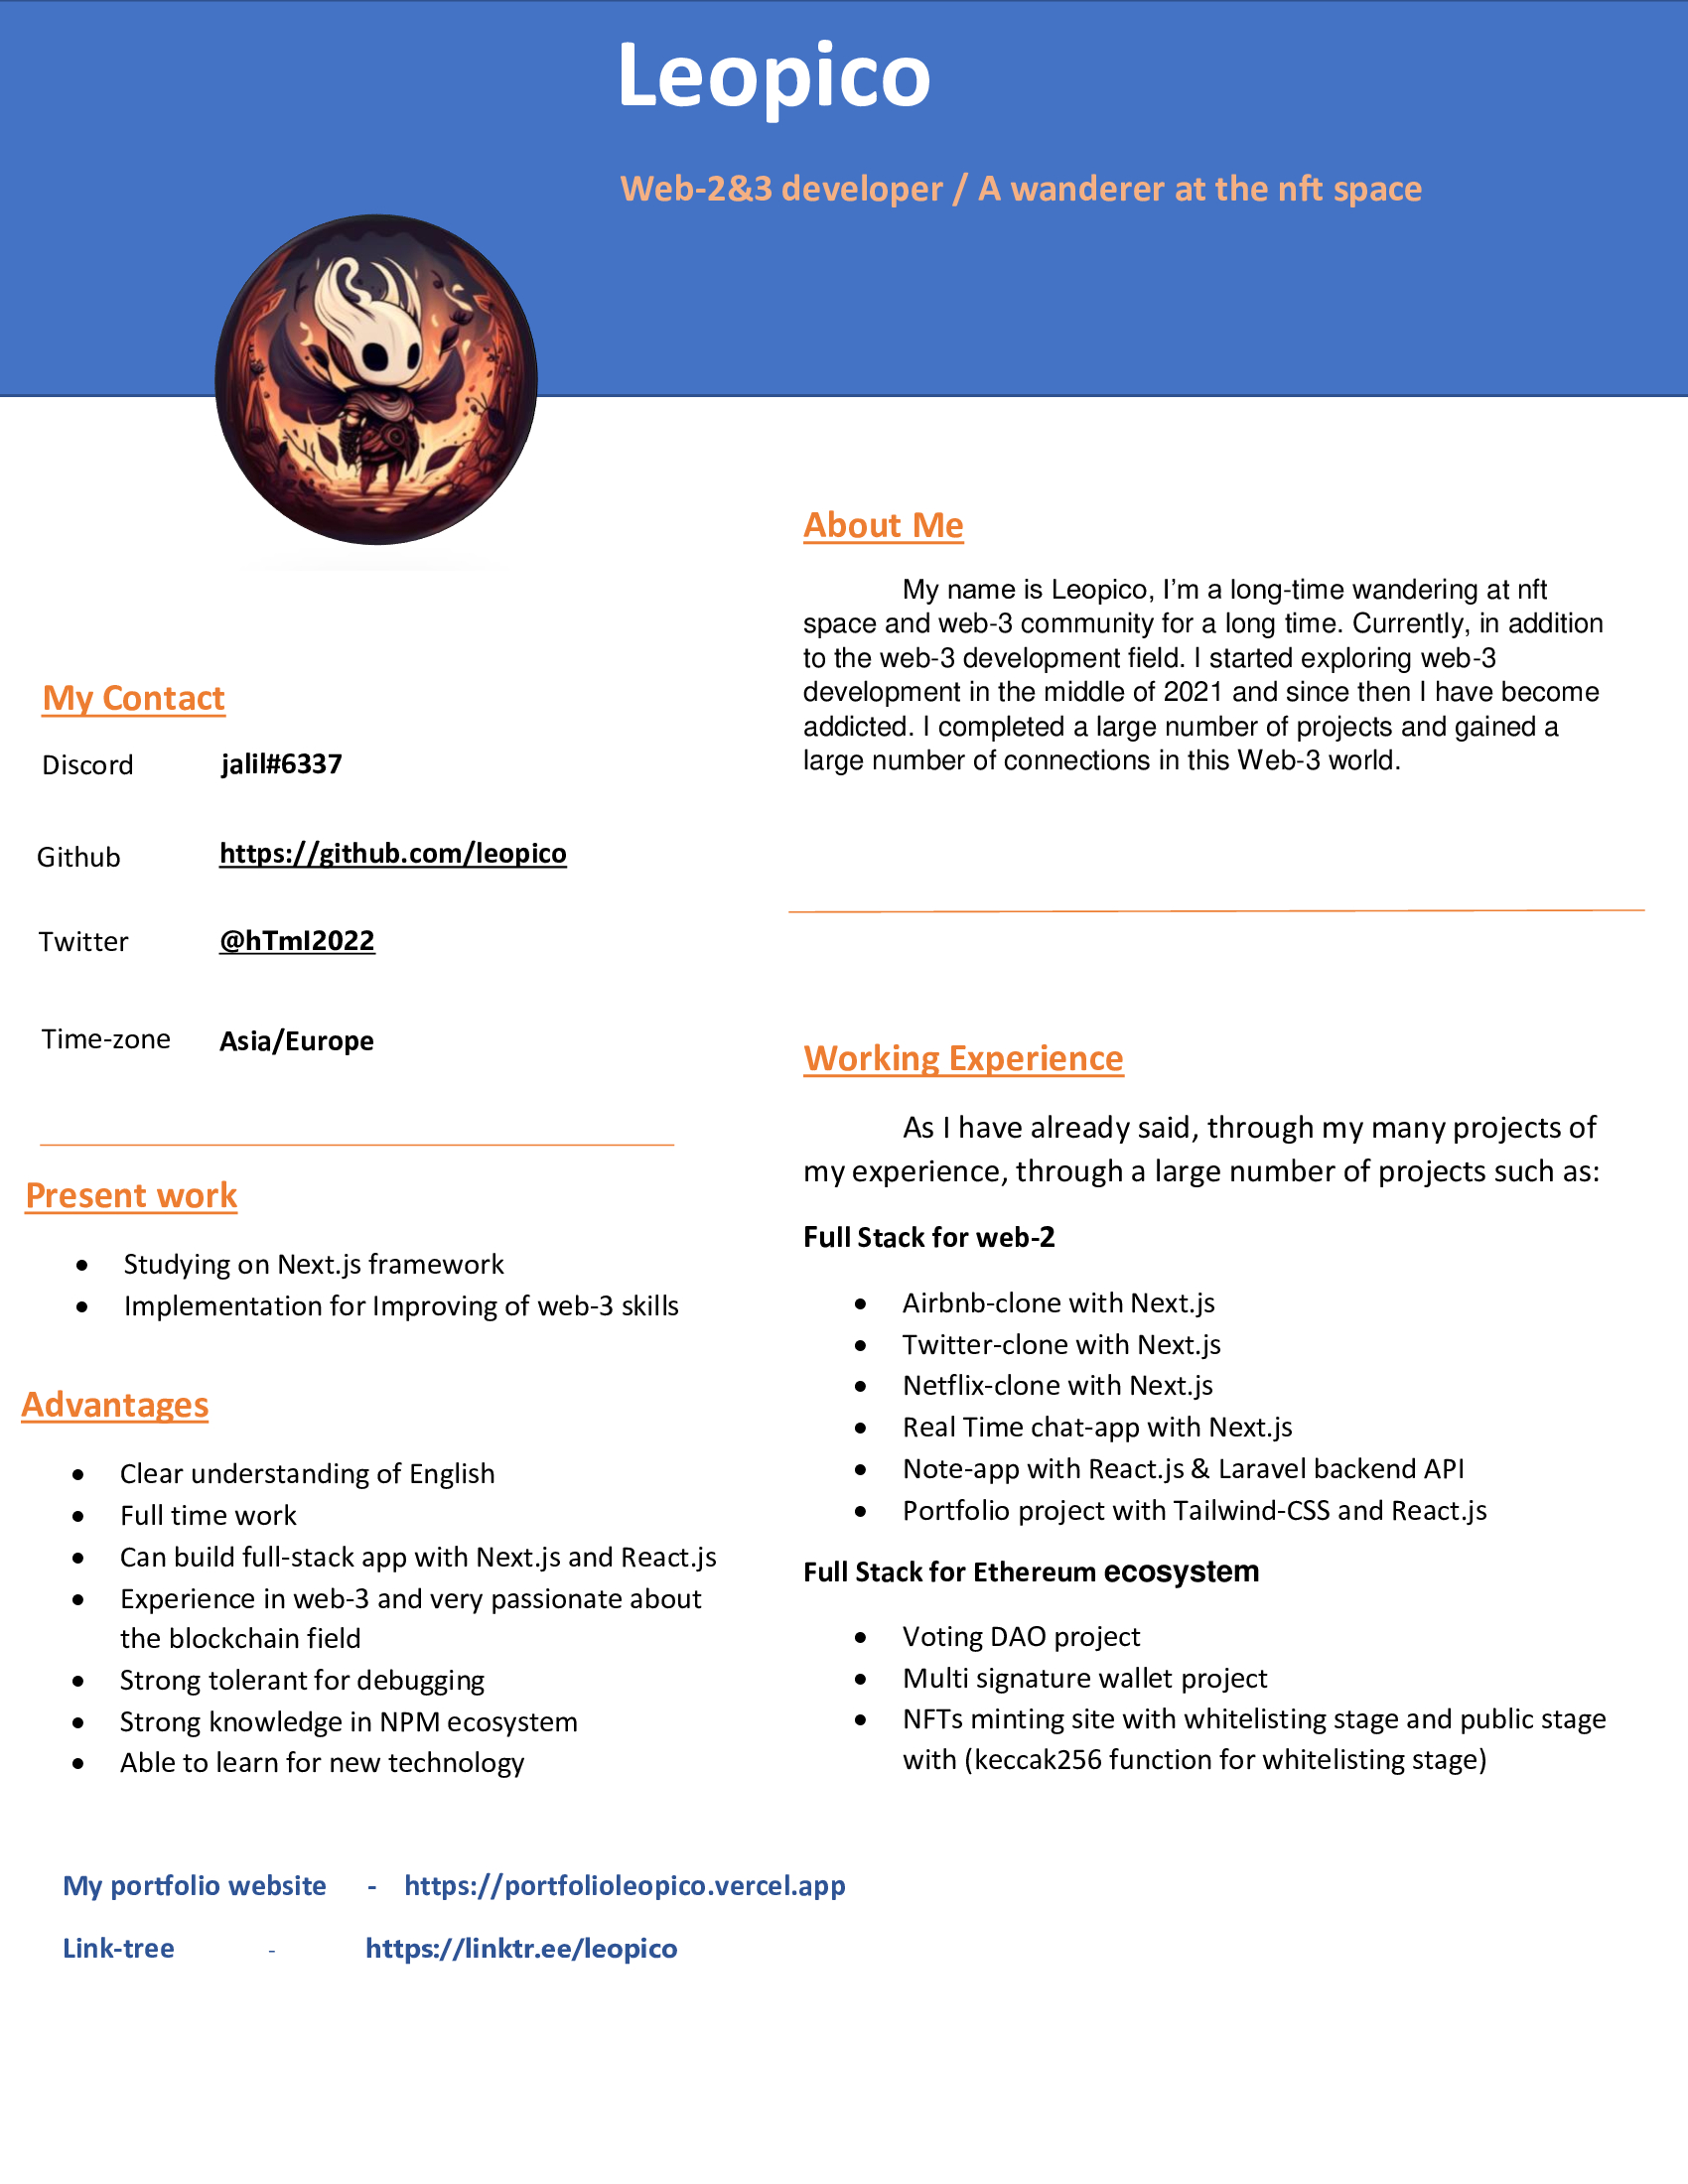 Leopico
Web-2&3 developer / A wanderer at the nft space
My Contact
Discord jalil#6337
Github https://github.com/leopico
Twitter @hTmI2022
Time-zone Asia/Europe
Present work
• Studying on Next.js framework
• Implementation for Improving of web-3 skills
Advantages
• Clear understanding of English
• Full time work
• Can build full-stack app with Next.js and React.js
• Experience in web-3 and very passionate about
the blockchain field
• Strong tolerant for debugging
• Strong knowledge in NPM ecosystem
• Able to learn for new technology
About Me
My name is Leopico, I’m a long-time wandering at nft
space and web-3 community for a long time. Currently, in addition
to the web-3 development field. I started exploring web-3
development in the middle of 2021 and since then I have become
addicted. I completed a large number of projects and gained a
large number of connections in this Web-3 world.
Working Experience
As I have already said, through my many projects of
my experience, through a large number of projects such as:
Full Stack for web-2
• Airbnb-clone with Next.js
• Twitter-clone with Next.js
• Netflix-clone with Next.js
• Real Time chat-app with Next.js
• Note-app with React.js & Laravel backend API
• Portfolio project with Tailwind-CSS and React.js
Full Stack for Ethereum ecosystem
• Voting DAO project
• Multi signature wallet project
• NFTs minting site with whitelisting stage and public stage
with (keccak256 function for whitelisting stage)
My portfolio website - https://portfolioleopico.vercel.app
Link-tree - https://linktr.ee/leopico